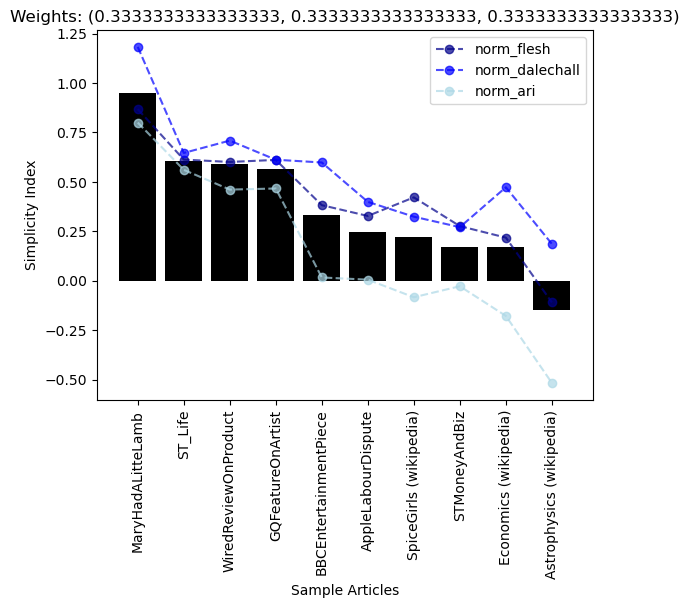 Weights: (0.3333333333333333, 0.3333333333333333, 0.3333333333333333)
norm_flesh
norm_dalechall
norm_ari
Simplicity Index
1.25
1.00
0.75
0.50
0.25
0.00
−0.25
−0.50
MaryHadALitteLamb
ST_Life
WiredReviewOnProduct
GQFeatureOnArtist
BBCEntertainmentPiece
AppleLabourDispute
SpiceGirls (wikipedia)
STMoneyAndBiz
Economics (wikipedia)
Astrophysics (wikipedia)
Sample Articles